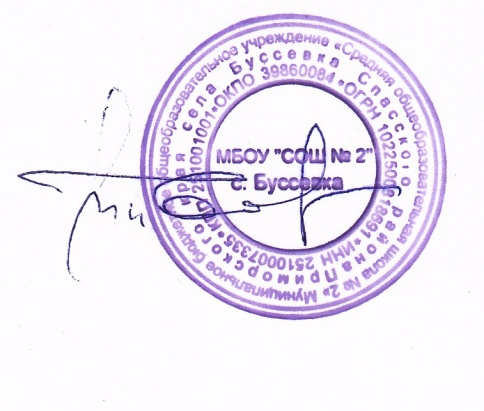 Муниципальное бюджетное общеобразовательное учреждение «Средняя общеобразовательная школа № 2»
села Буссевка Спасского района Приморского края
ОКПО 39860084 * ОГРН * ИНН 2510007335 *
МБОУ "СОШ № 2"
с. Буссевка